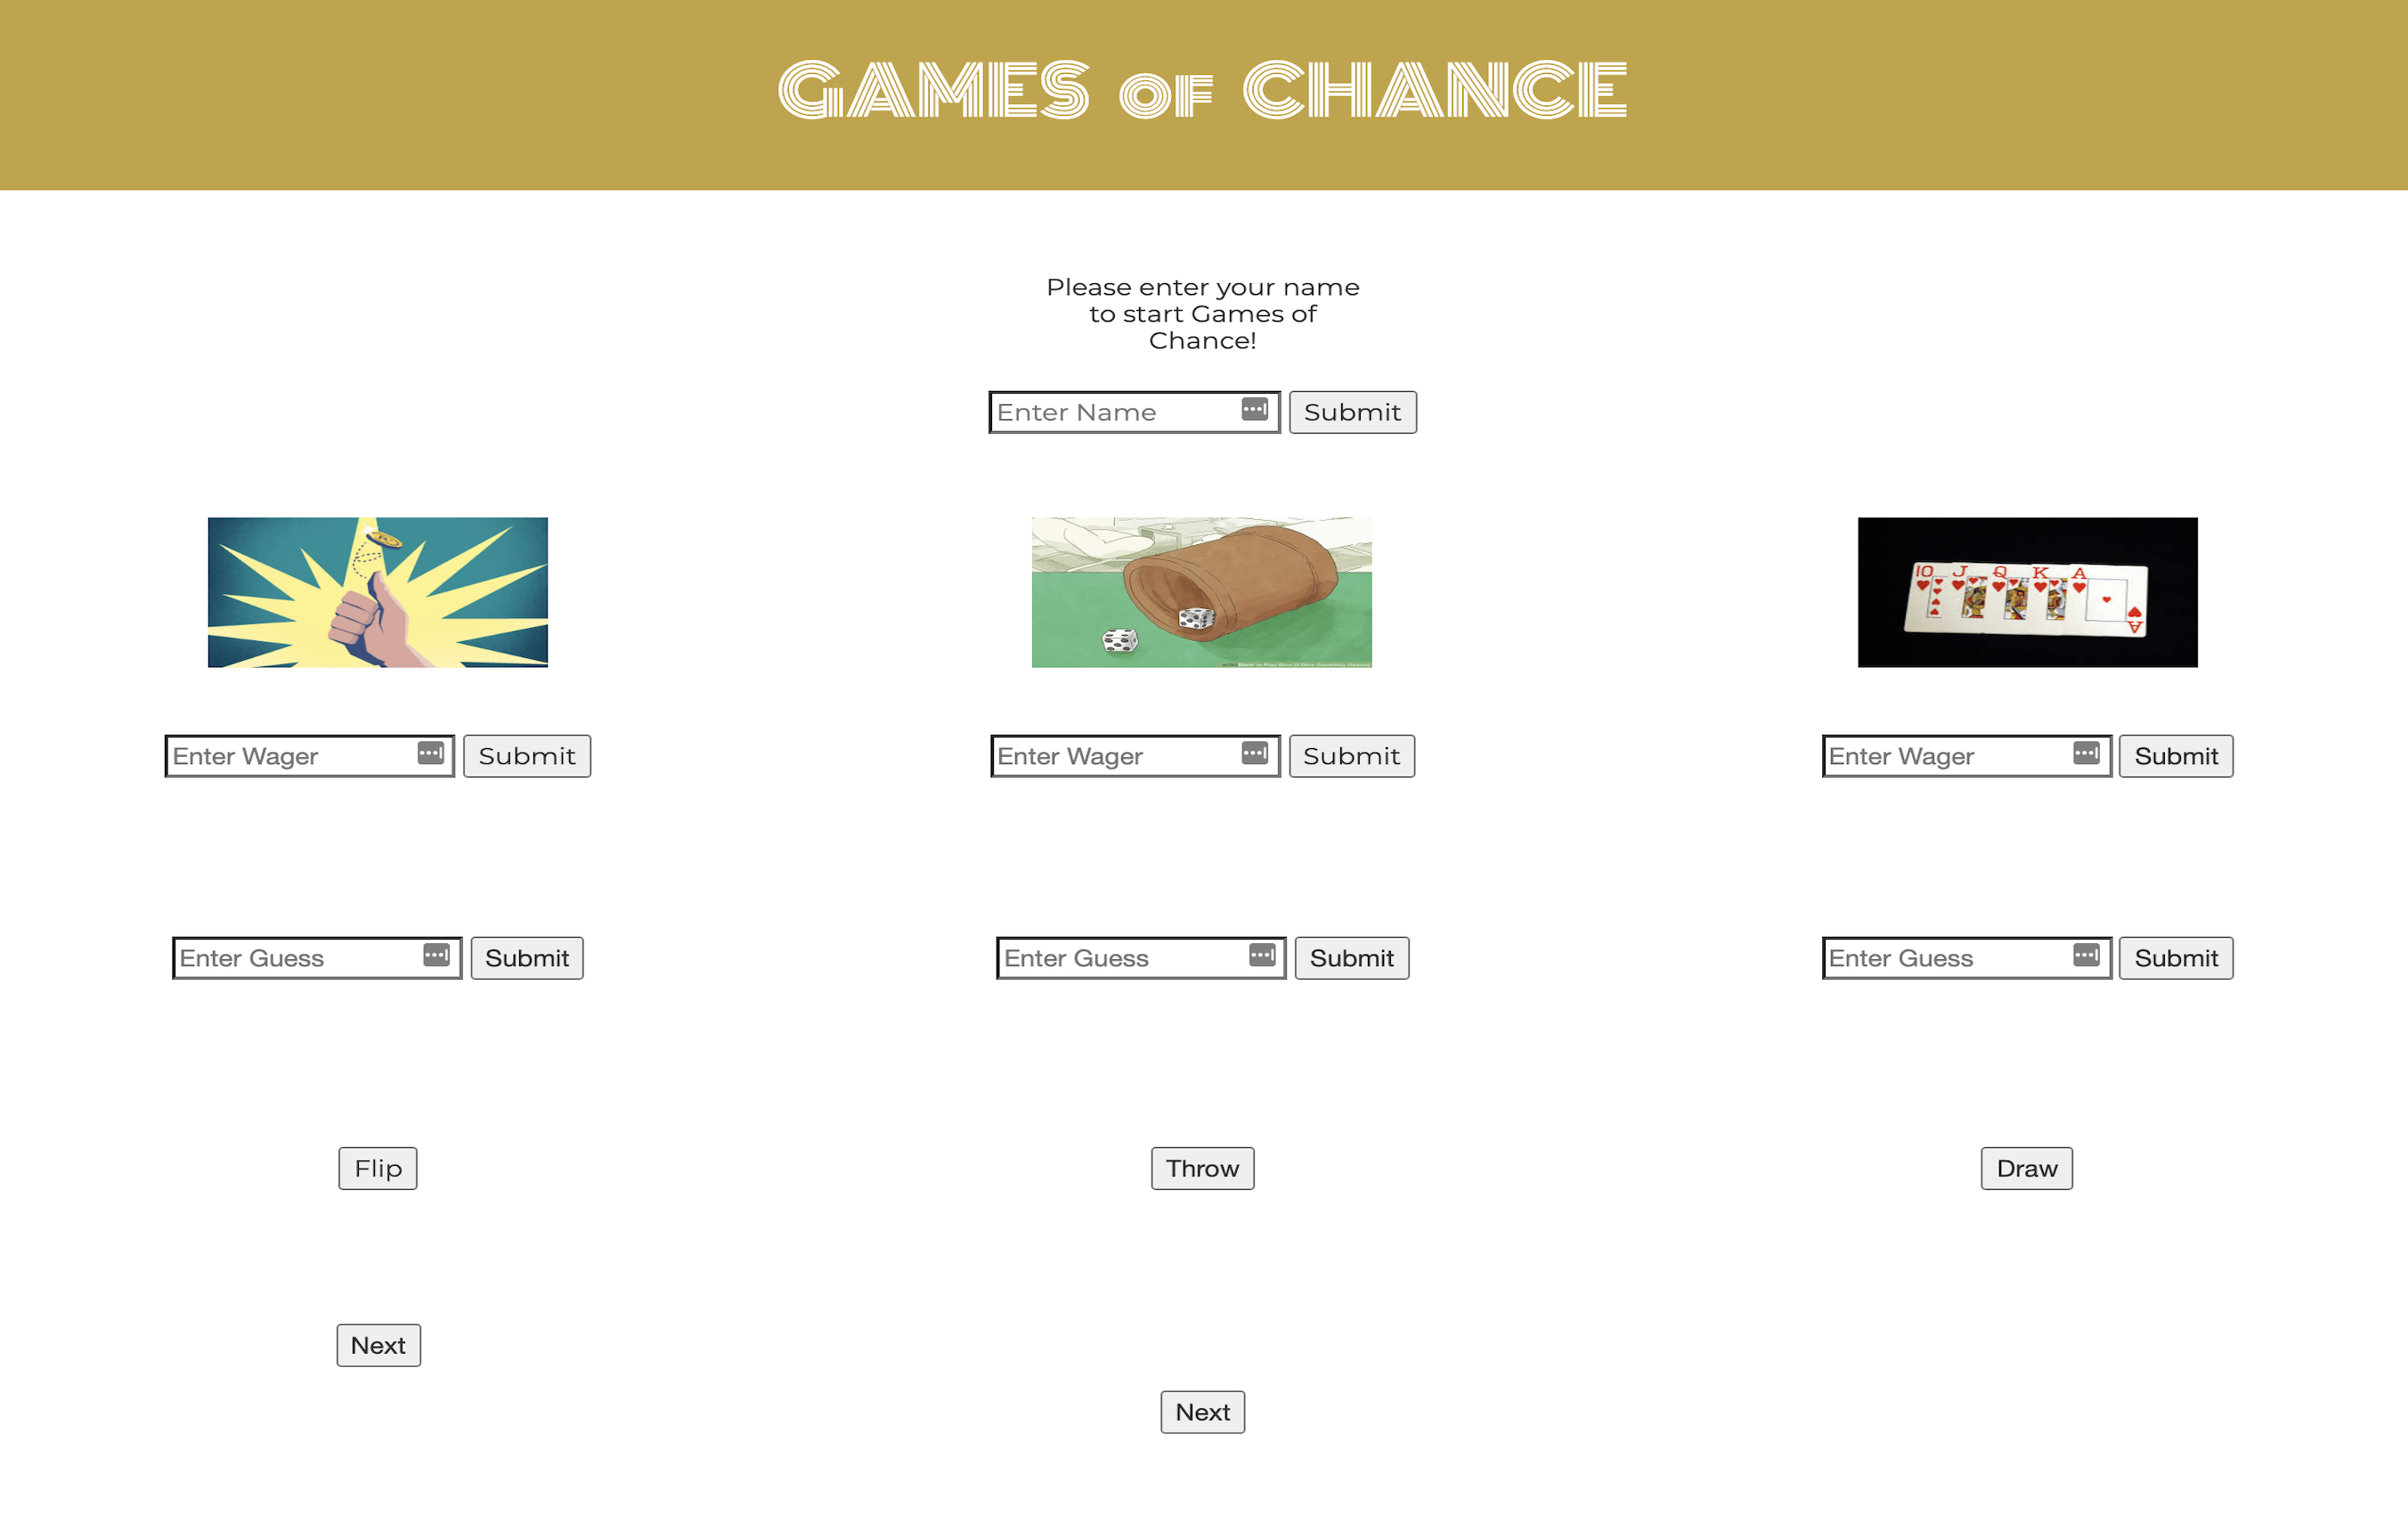 GAMES OF CHANCE
Please enter your name
to start Games of
Chance!
Enter Name Submit
10 J Q K A
A
Enter Wager Submit Enter Wager Submit Enter Wager Submit
Enter Guess Submit Enter Guess Submit Enter Guess Submit
Flip Throw Draw
Next
Next